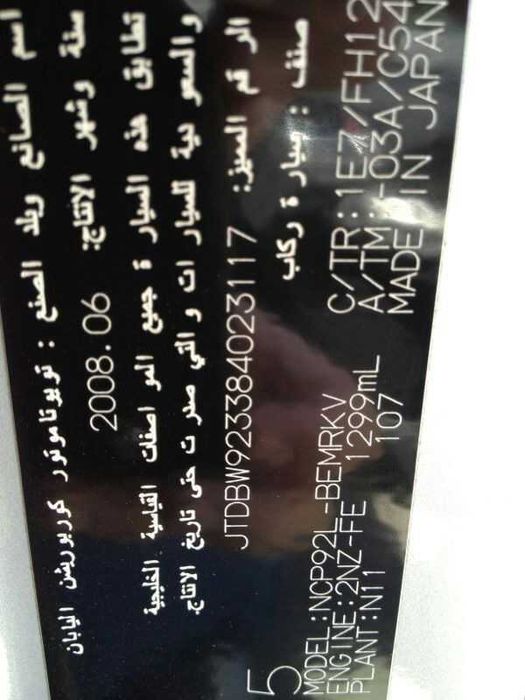 اسم الصانع وبلد الصنع : تويوتا موتور كوربوريشن اليابان
سنة وشهر الانتاج: 2008.06
تطابق هذه السيارة جميع المواصفات القياسية الخليجية
والسعودية للسيارات والتي صدرت حتى تاريخ الانتاج.
الرقم المميز: JTDBW923384023117
صنف : سيارة ركاب
5
MODEL:NCP92L-BEMRKV C/TR:1E7/FH12
ENGINE:2NZ-FE 1299mL A/TM:-03A/C54
PLANT:N11 107 MADE IN JAPAN